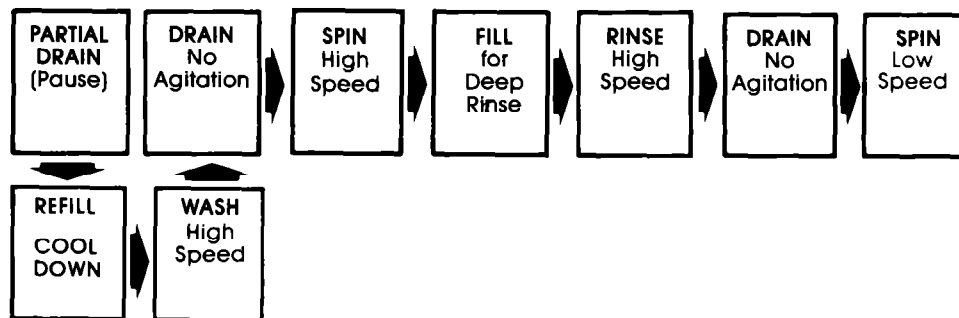 PARTIAL
DRAIN
(Pause)
REFILL
COOL
DOWN
WASH
High
Speed
DRAIN
No
Agitation
SPIN
High
Speed
FILL
for
Deep
Rinse
RINSE
High
Speed
DRAIN
No
Agitation
SPIN
Low
Speed